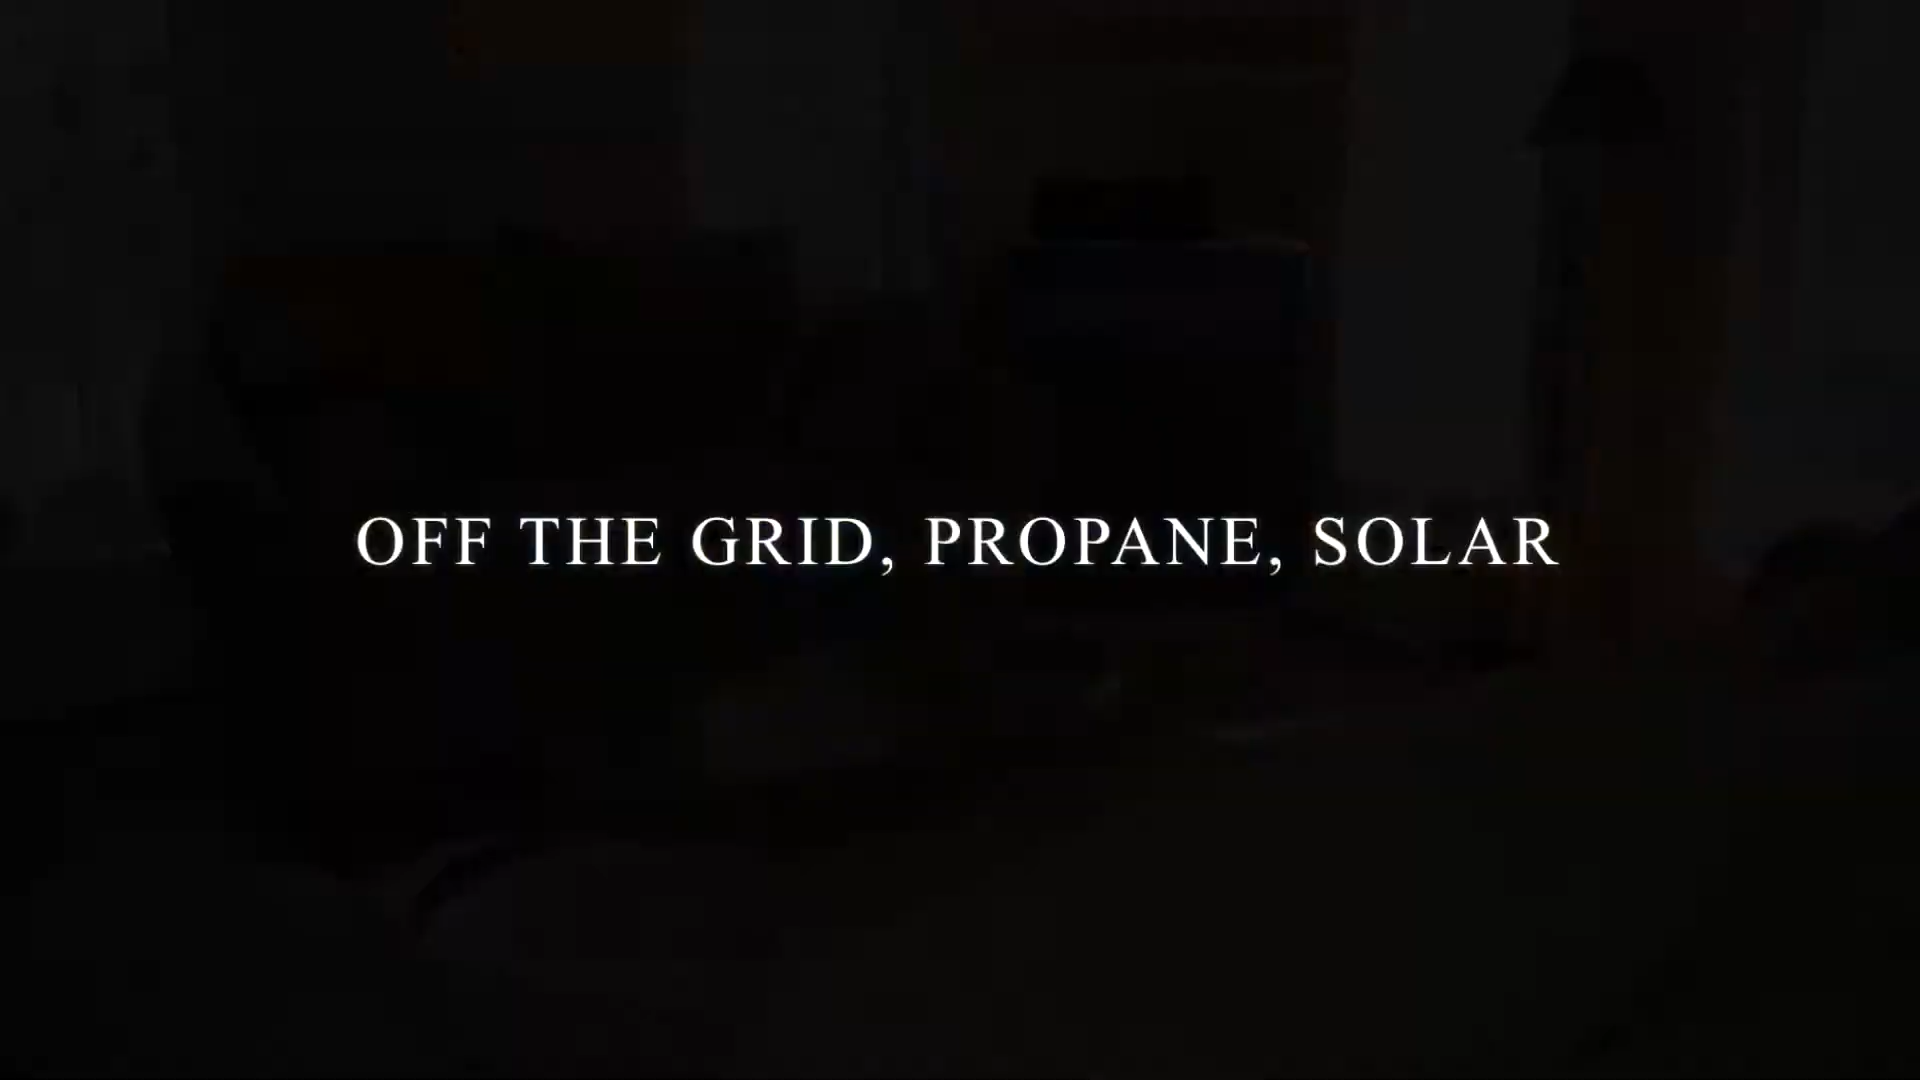 OFF THE GRID, PROPANE, SOLAR